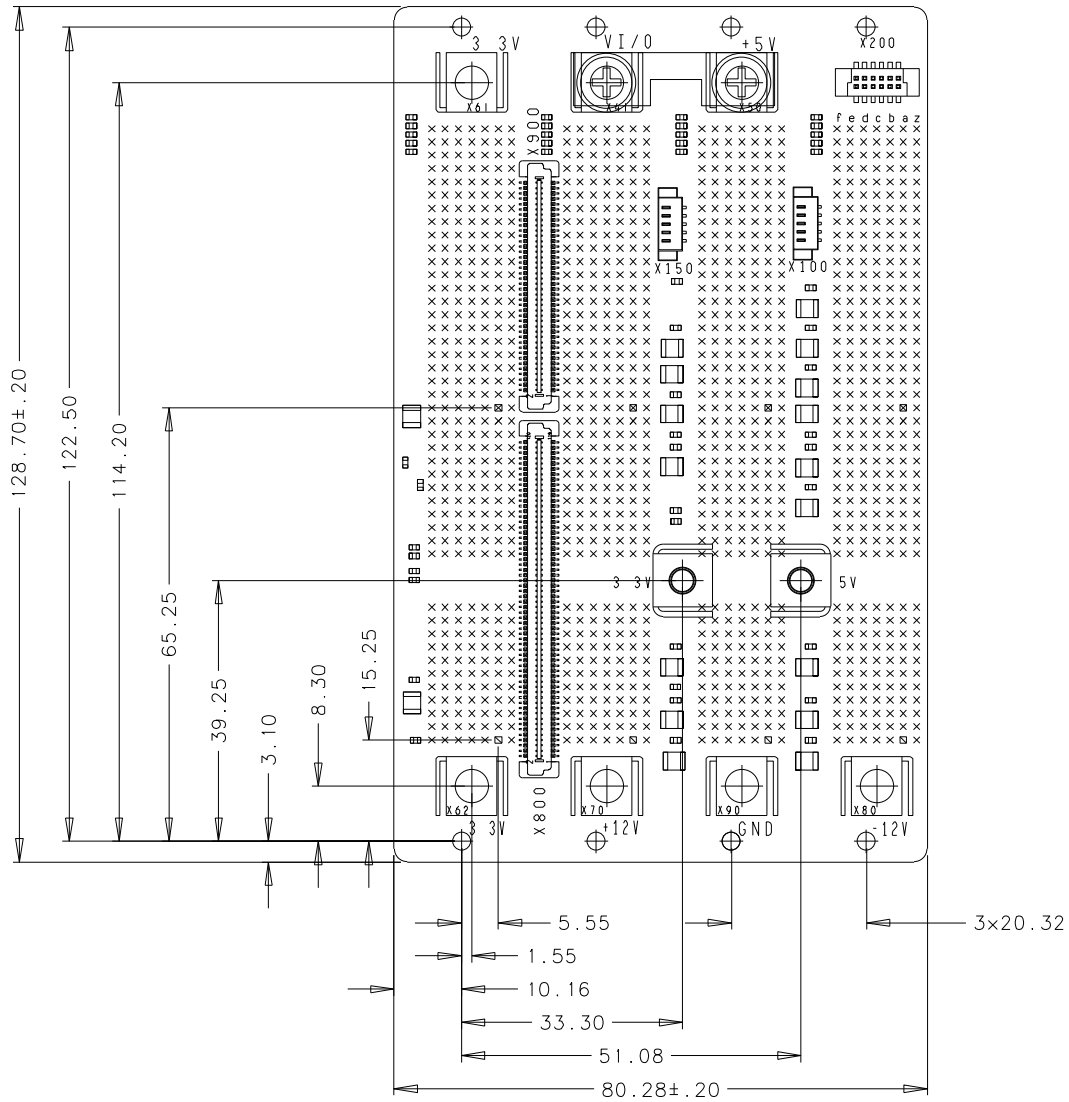 3 3V
VI/O
+5V
X200
X61
X41
X50
f e d c b a z
X900
X150
X100
128.70±.20
122.50
114.20
65.25
39.25
3.10
8.30
15.25
3 3V
5V
X62
X70
X90
X80
3 3V
X800
+12V
GND
-12V
5.55
3x20.32
1.55
10.16
33.30
51.08
80.28±.20